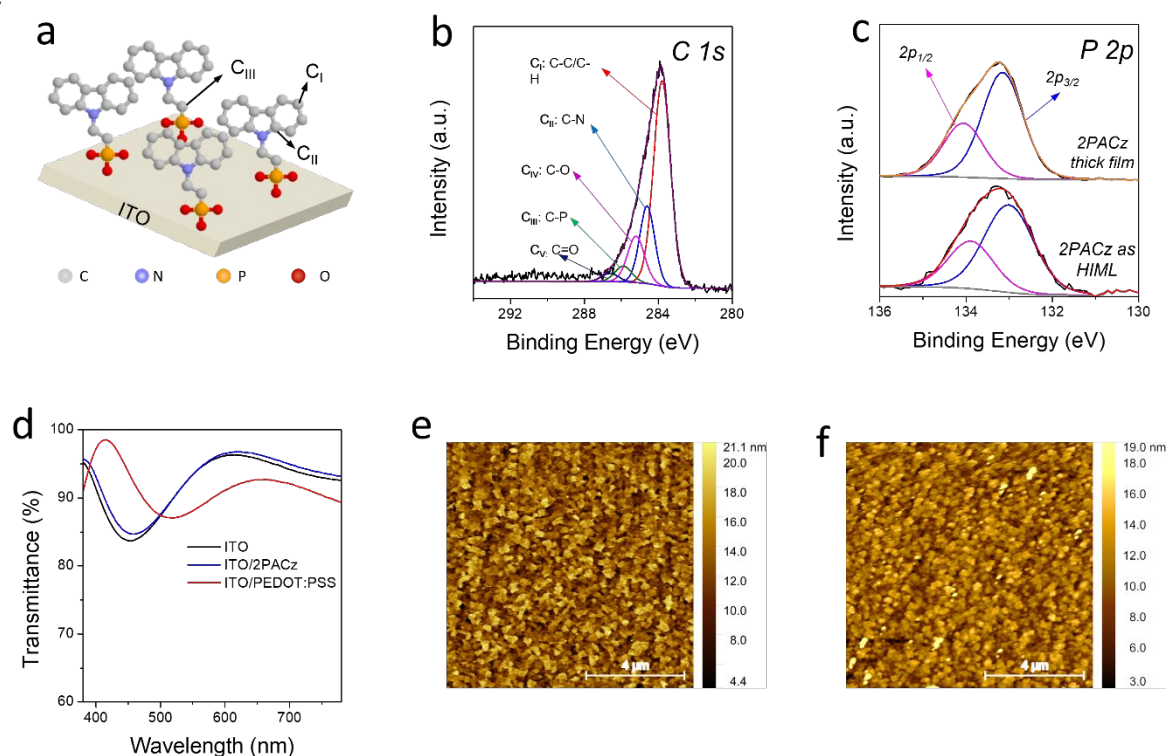 a
C_III
C_I
C_II
ITO
C
N
P
O
b
C 1s
C_I: C-C/C-
H
C_II: C-N
C_IV: C-O
C_III: C-P
C_V: C=O
Intensity (a.u.)
292
288
284
280
Binding Energy (eV)
c
P 2p
2p_1/2
2p_3/2
2PACz
thick film
2PACz as
HIML
Intensity (a.u.)
136
134
132
130
Binding Energy (eV)
d
100
90
80
70
60
Transmittance (%)
ITO
ITO/2PACz
ITO/PEDOT:PSS
400
500
600
700
Wavelength (nm)
e
21.1 nm
20.0
18.0
16.0
14.0
12.0
10.0
8.0
4.4
4 µm
f
19.0 nm
18.0
16.0
14.0
12.0
10.0
8.0
6.0
3.0
4 µm